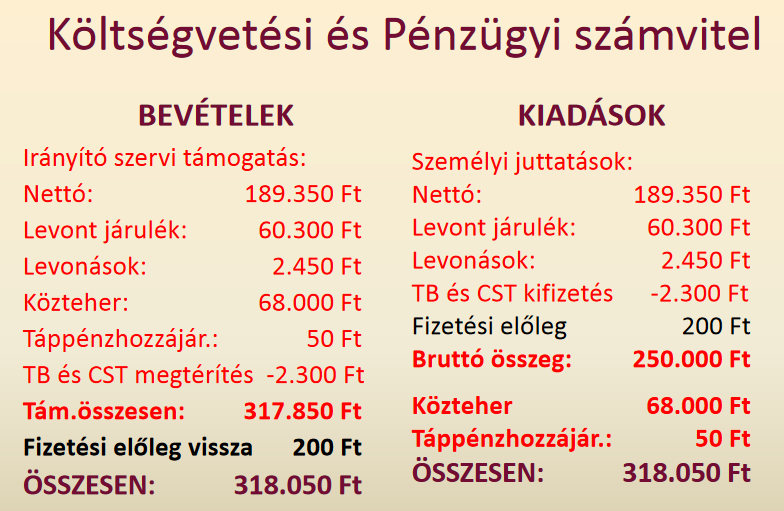 Költségvetési és Pénzügyi számvitel
BEVÉTELEK
Irányító szervi támogatás:
Nettó: 189.350 Ft
Levont járulék: 60.300 Ft
Levonások: 2.450 Ft
Közteher: 68.000 Ft
Táppénzhozzájár.: 50 Ft
TB és CST megtérítés -2.300 Ft
Tám.összesen: 317.850 Ft
Fizetési előleg vissza 200 Ft
ÖSSZESEN: 318.050 Ft
KIADÁSOK
Személyi juttatások:
Nettó: 189.350 Ft
Levont járulék: 60.300 Ft
Levonások: 2.450 Ft
TB és CST kifizetés -2.300 Ft
Fizetési előleg 200 Ft
Bruttó összeg: 250.000 Ft
Közteher 68.000 Ft
Táppénzhozzájár.: 50 Ft
ÖSSZESEN: 318.050 Ft